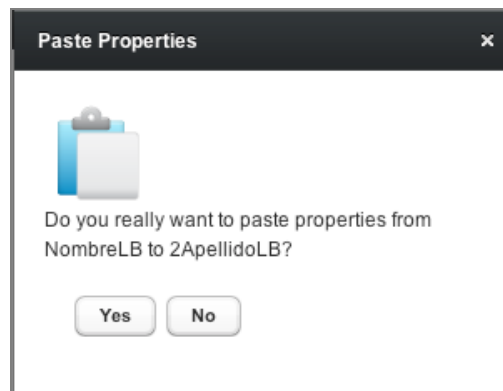 Paste Properties
Do you really want to paste properties from
NombreLB to 2ApellidoLB?
Yes No